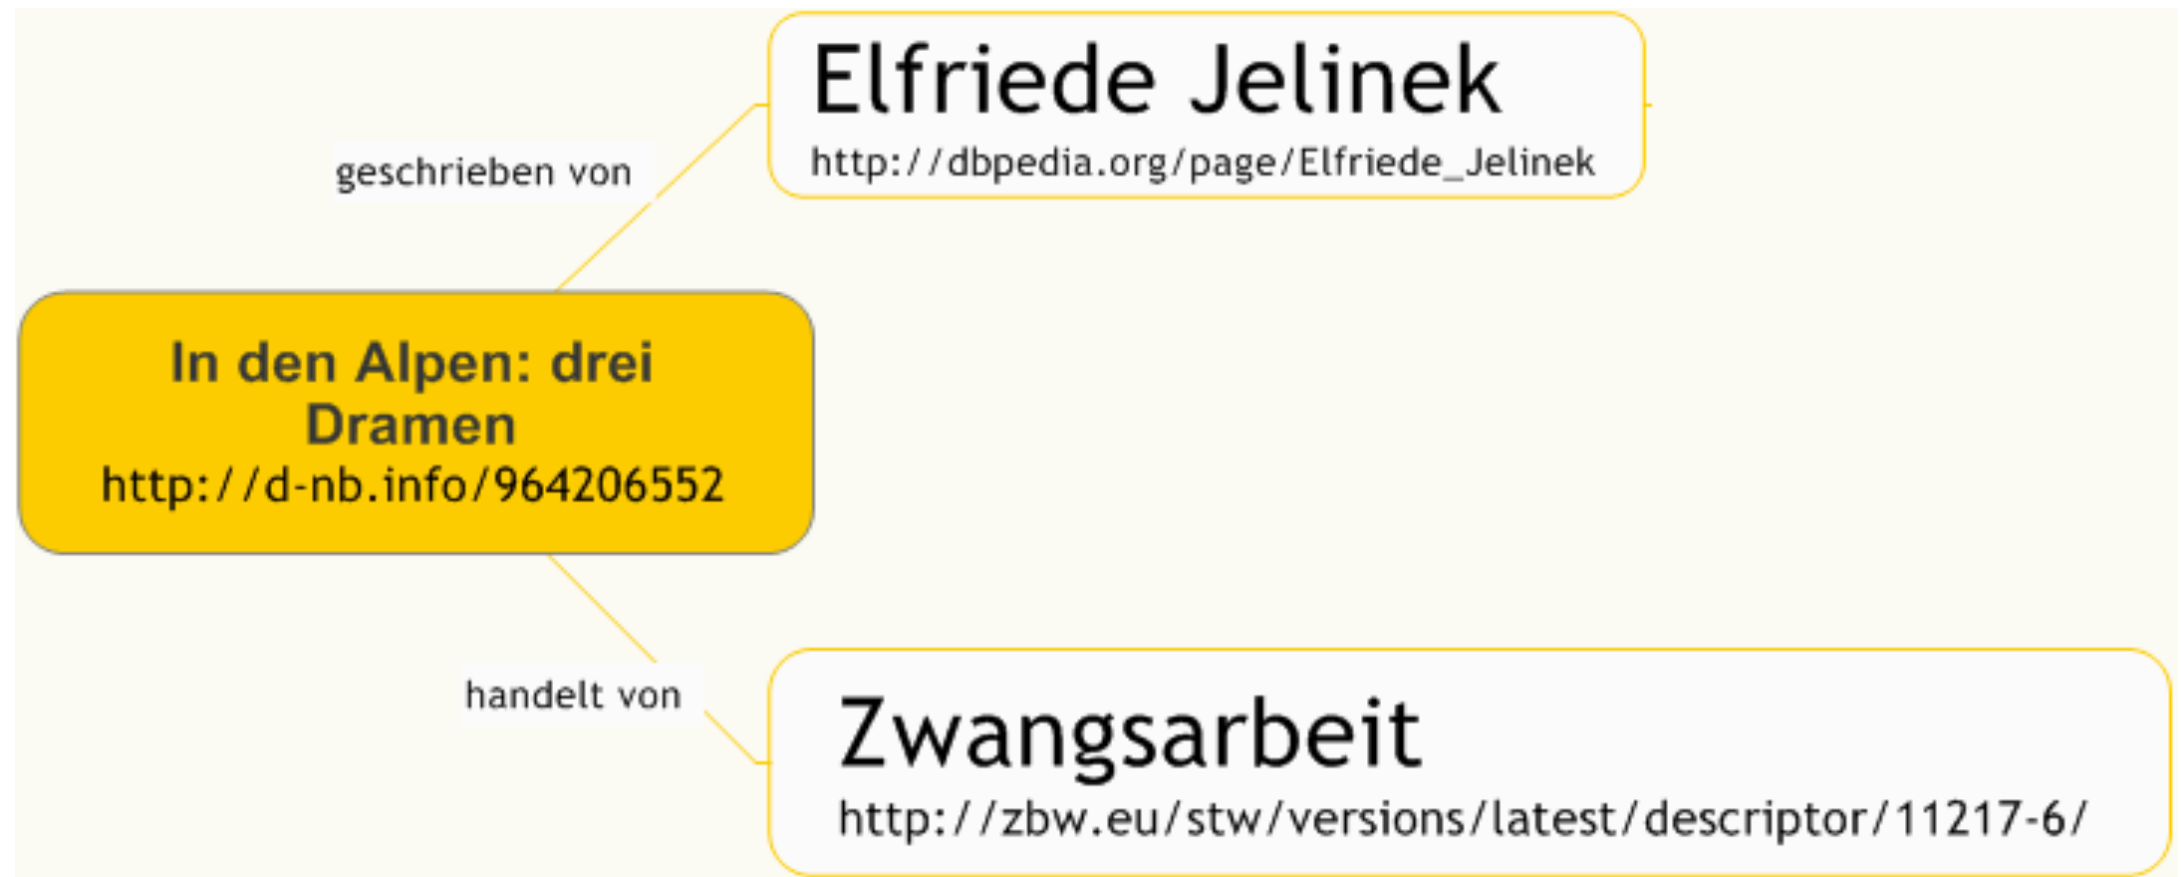 Elfriede Jelinek
http://dbpedia.org/page/Elfriede_Jelinek
geschrieben von
In den Alpen: drei
Dramen
http://d-nb.info/964206552
handelt von
Zwangsarbeit
http://zbw.eu/stw/versions/latest/descriptor/11217-6/